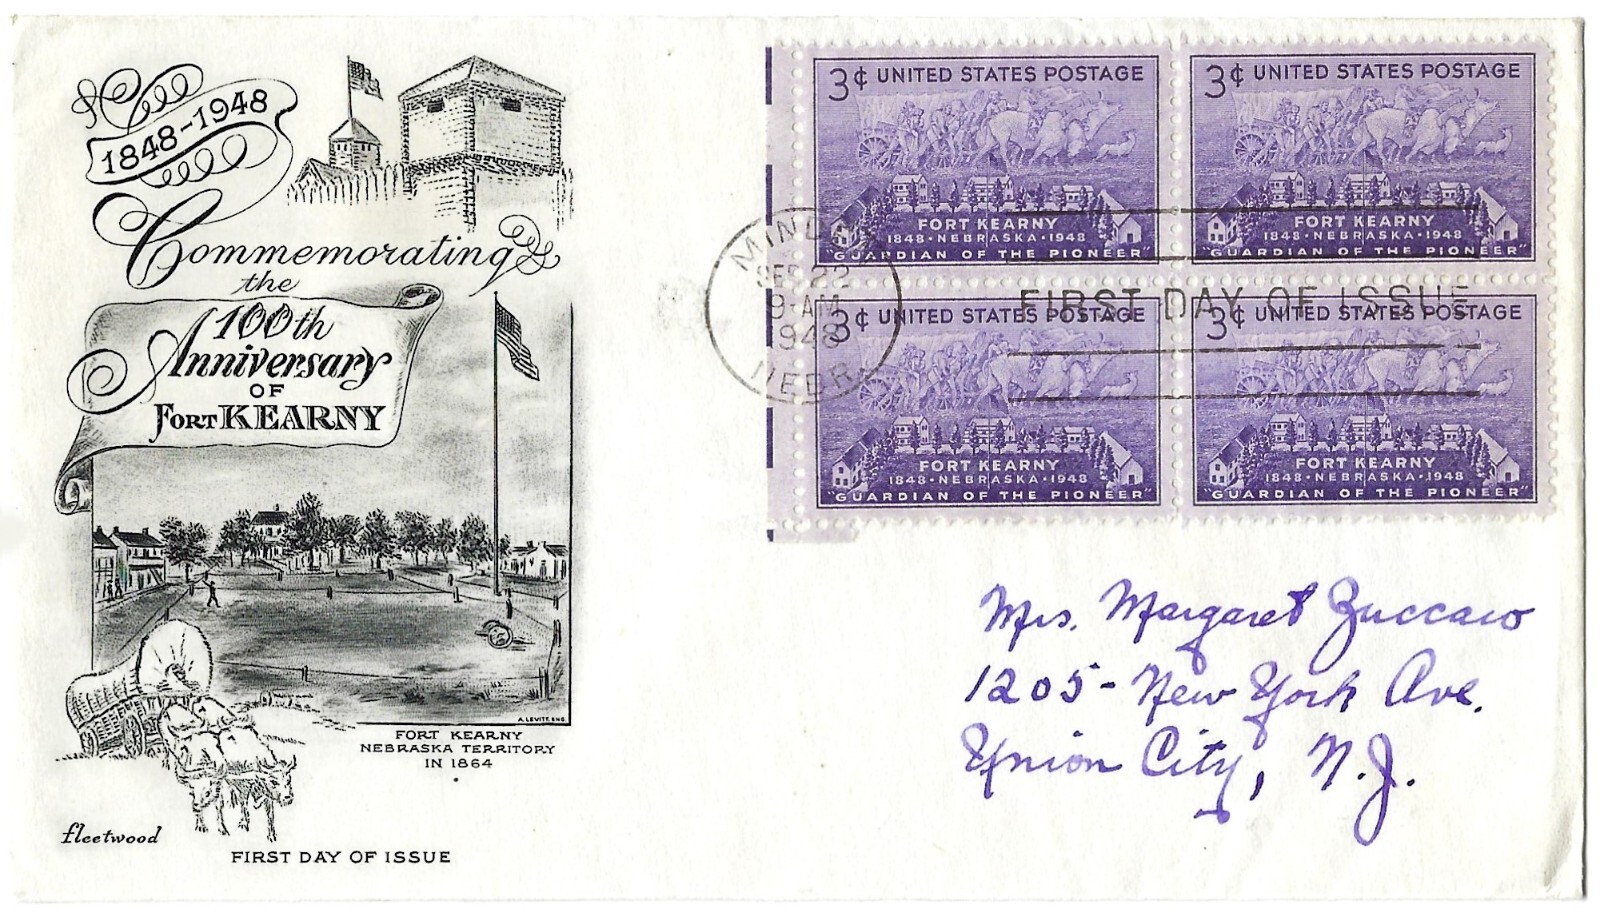 1848-1948
Commemorating
the
100th
Anniversary
OF
FORT KEARNY
A. LEVITT, ENG
FORT KEARNY
NEBRASKA TERRITORY
IN 1864
fleetwood
FIRST DAY OF ISSUE
3¢ UNITED STATES POSTAGE
FORT KEARNY
1848·NEBRASKA·1948
"GUARDIAN OF THE PIONEER"
3¢ UNITED STATES POSTAGE
FORT KEARNY
1848·NEBRASKA·1948
"GUARDIAN OF THE PIONEER"
SEP 22
9-AM
1948
NEBR.
FIRST DAY OF ISSUE
3¢ UNITED STATES POSTAGE
FORT KEARNY
1848·NEBRASKA·1948
"GUARDIAN OF THE PIONEER"
3¢ UNITED STATES POSTAGE
FORT KEARNY
1848·NEBRASKA·1948
"GUARDIAN OF THE PIONEER"
Mrs. Margaret Zuccaro
1205- New York Ave.
Union City, N.J.